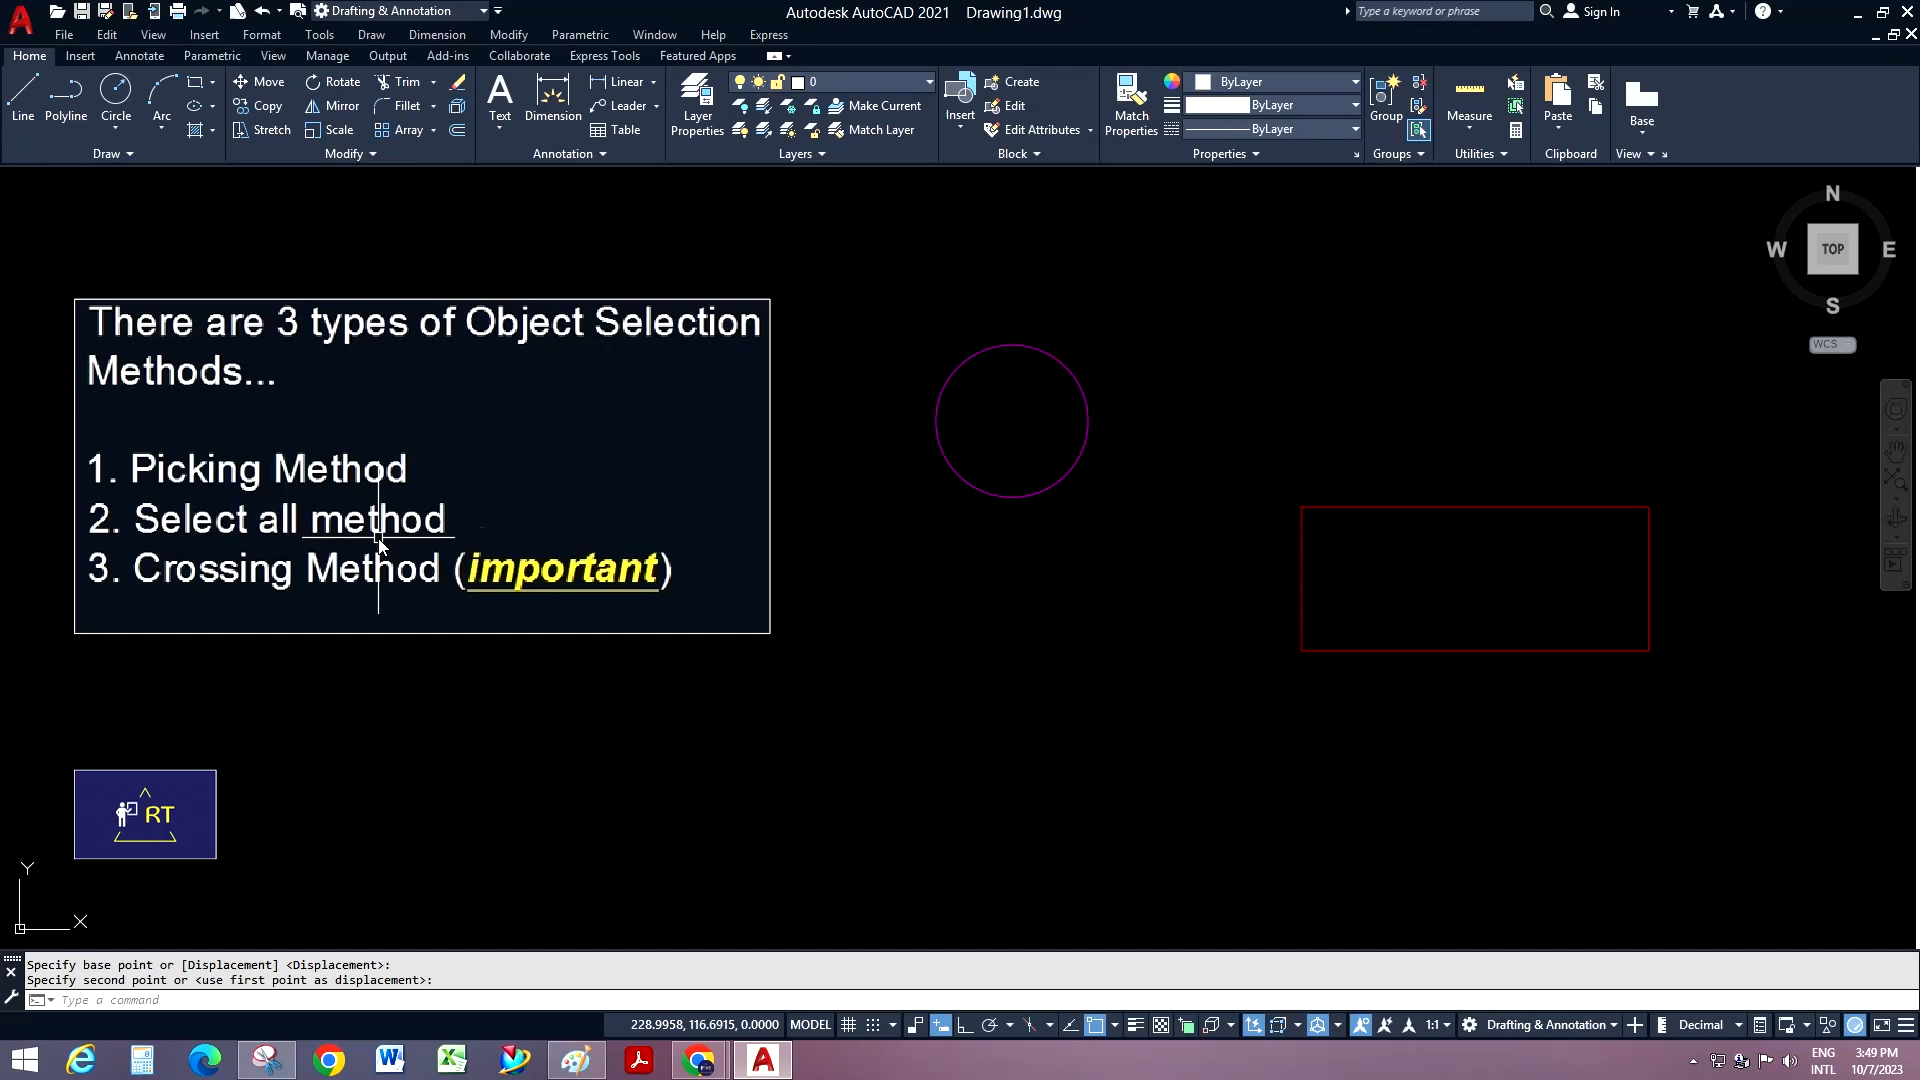 Drafting & Annotation
Autodesk AutoCAD 2021 Drawing1.dwg
Type a keyword or phrase
Sign In
File Edit View Insert Format Tools Draw Dimension Modify Parametric Window Help Express
Home Insert Annotate Parametric View Manage Output Add-ins Collaborate Express Tools Featured Apps
Line Polyline Circle Arc
Draw
Move Rotate Trim
Copy Mirror Fillet
Stretch Scale Array
Modify
Text Dimension
Linear
Leader
Table
Annotation
Layer Properties
0
Make Current
Match Layer
Layers
Insert
Create
Edit
Edit Attributes
Block
Match Properties
ByLayer
ByLayer
ByLayer
Properties
Group
Groups
Measure
Utilities
Paste
Clipboard
Base
View
N
W TOP E
S
WCS
There are 3 types of Object Selection
Methods...
1. Picking Method
2. Select all method
3. Crossing Method (important)
RT
Y
X
Specify base point or [Displacement] <Displacement>:
Specify second point or <use first point as displacement>:
Type a command
228.9958, 116.6915, 0.0000 MODEL 1:1 Drafting & Annotation Decimal
ENG 3:49 PM
INTL 10/7/2023